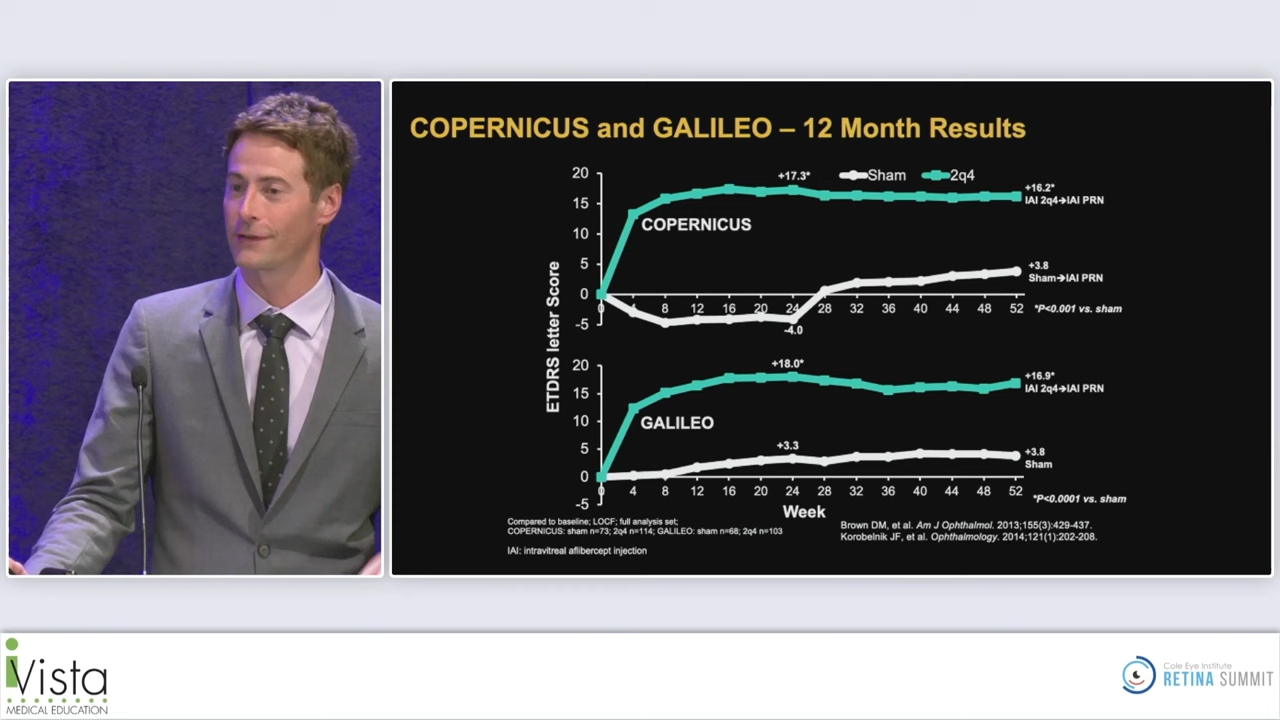 COPERNICUS and GALILEO – 12 Month Results
ETDRS letter Score
20
15
10
5
0
-5
+17.3*
Sham
2q4
+16.2*
IAI 2q4→IAI PRN
COPERNICUS
+3.8
Sham→IAI PRN
0 4 8 12 16 20 24 28 32 36 40 44 48 52
-4.0
*P<0.001 vs. sham
20
15
10
5
0
-5
+18.0*
+16.9*
IAI 2q4→IAI PRN
GALILEO
+3.3
+3.8
Sham
0 4 8 12 16 20 24 28 32 36 40 44 48 52
*P<0.0001 vs. sham
Week
Compared to baseline; LOCF; full analysis set;
COPERNICUS: sham n=73; 2q4 n=114; GALILEO: sham n=68; 2q4 n=103
IAI: intravitreal aflibercept injection
Brown DM, et al. Am J Ophthalmol. 2013;155(3):429-437.
Korobelnik JF, et al. Ophthalmology. 2014;121(1):202-208.
iVista
MEDICAL EDUCATION
Cole Eye Institute
RETINA SUMMIT